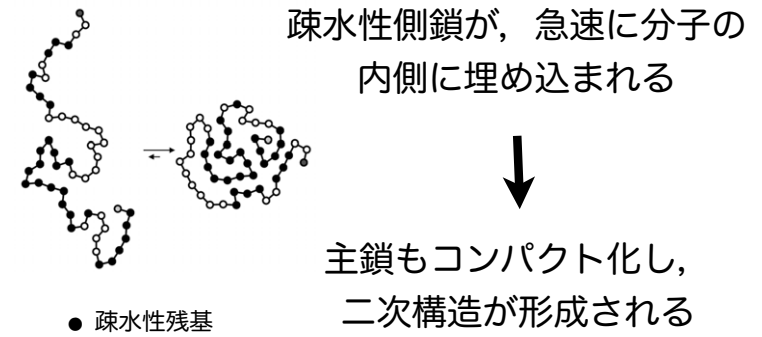 疎水性側鎖が，急速に分子の
内側に埋め込まれる
主鎖もコンパクト化し，
二次構造が形成される
● 疎水性残基